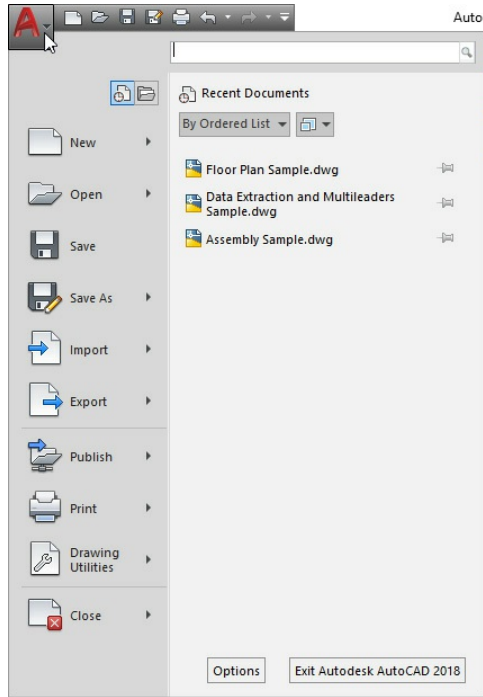 Auto
Recent Documents
By Ordered List
New
Floor Plan Sample.dwg
Open
Data Extraction and Multileaders
Sample.dwg
Save
Assembly Sample.dwg
Save As
Import
Export
Publish
Print
Drawing
Utilities
Close
Options
Exit Autodesk AutoCAD 2018